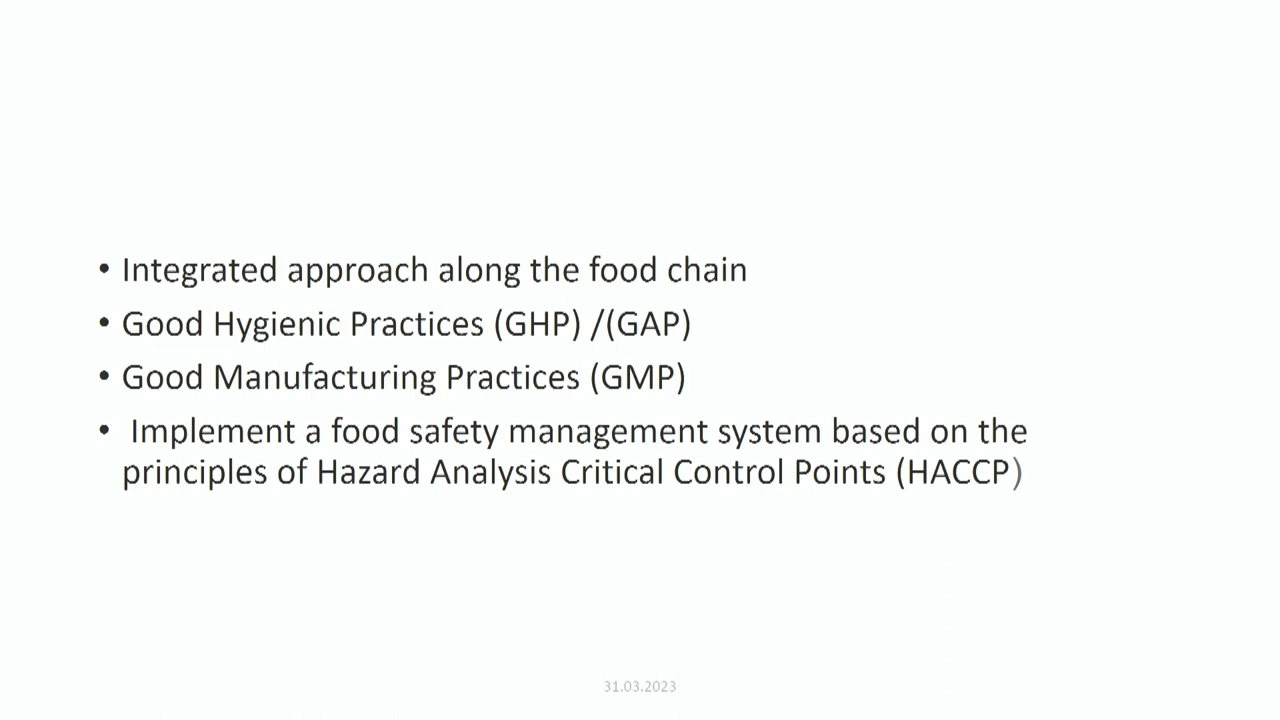 • Integrated approach along the food chain
• Good Hygienic Practices (GHP) /(GAP)
• Good Manufacturing Practices (GMP)
• Implement a food safety management system based on the
principles of Hazard Analysis Critical Control Points (HACCP)
31.03.2023